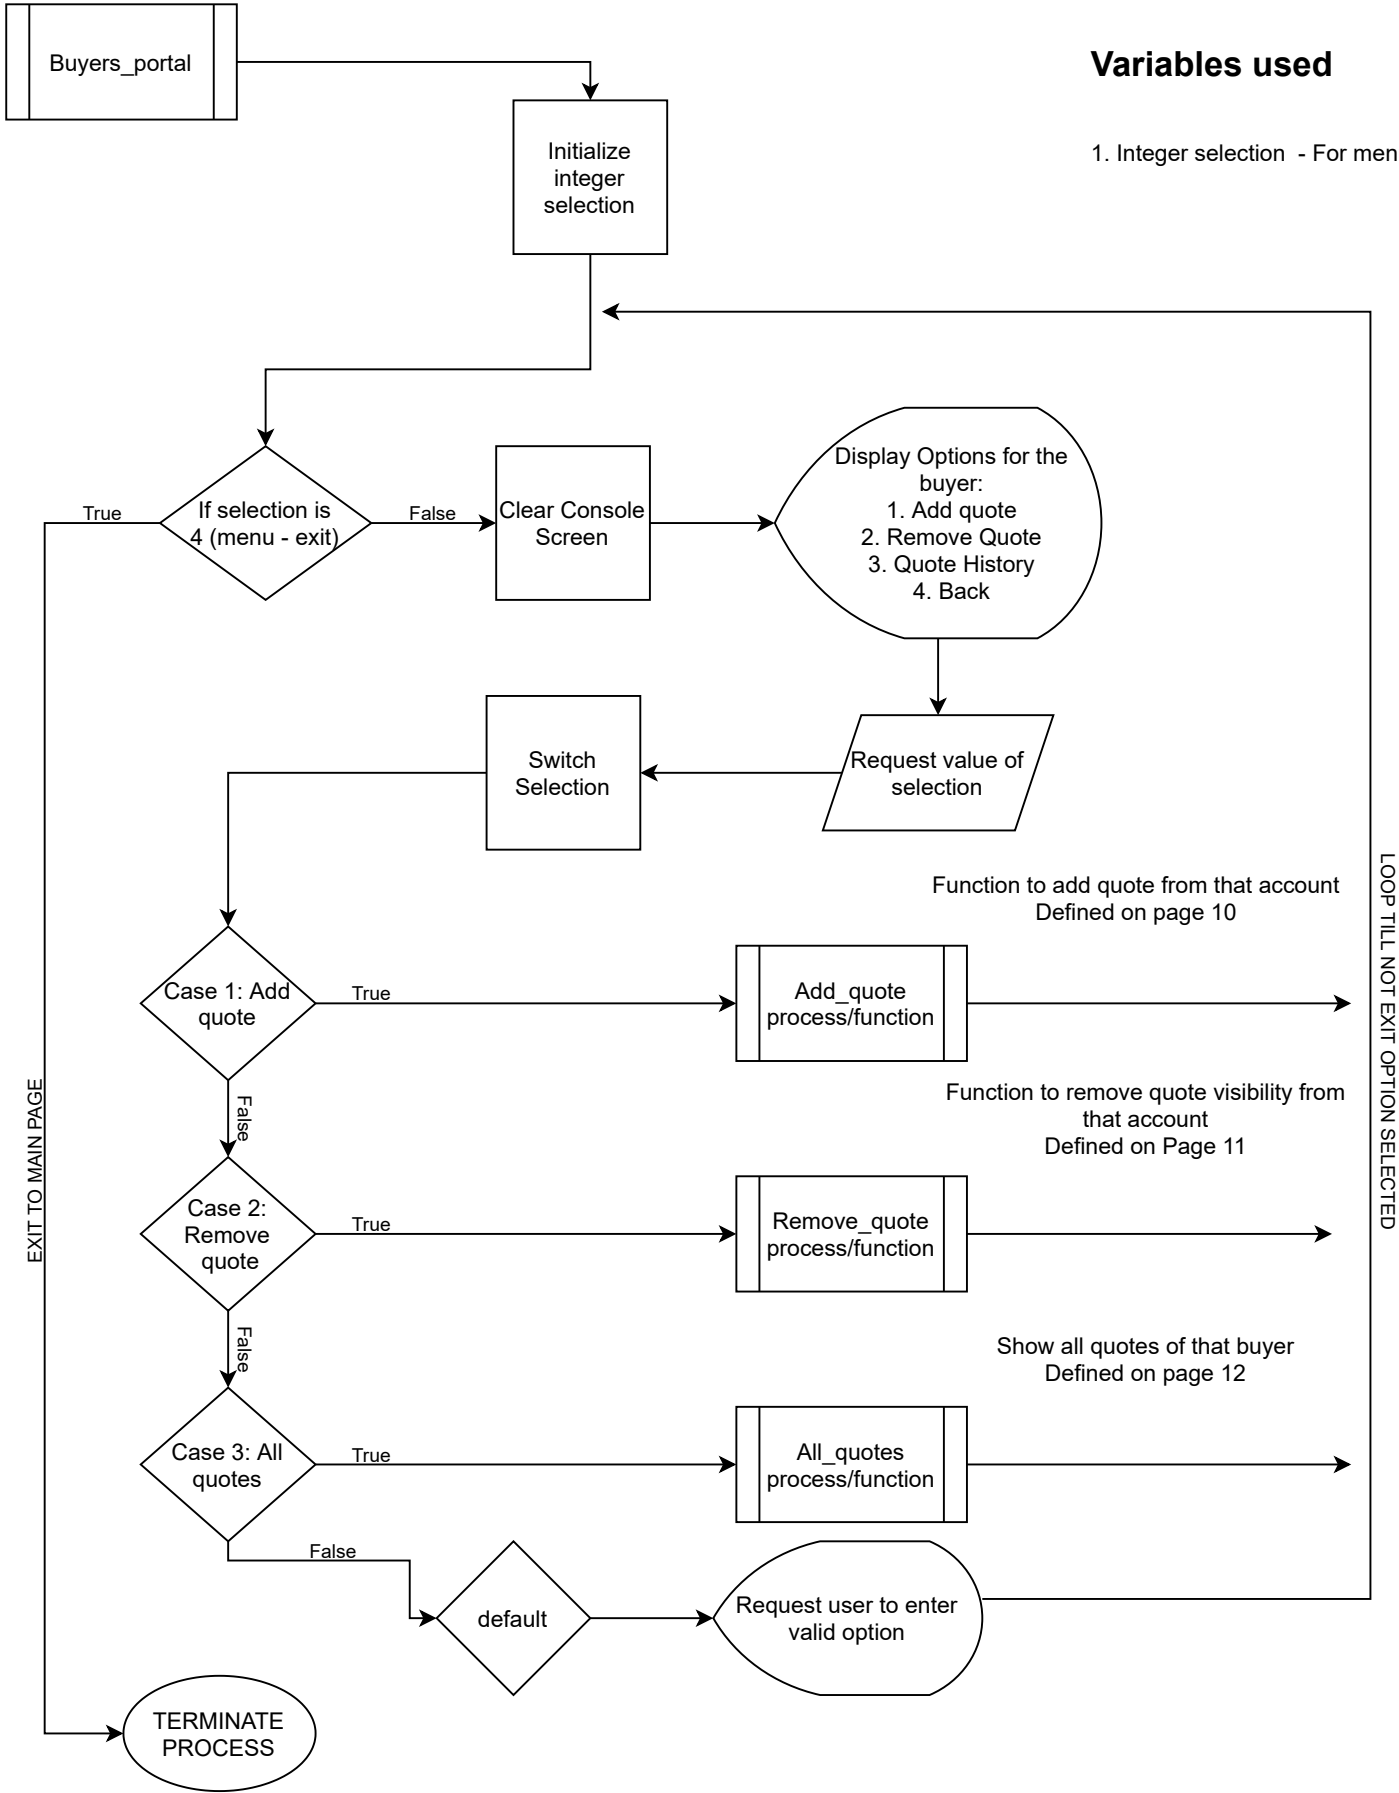 Buyers_portal
Variables used
Initialize
integer
selection
1. Integer selection  - For men
If selection is
4 (menu - exit)
True
False
Clear Console
Screen
Display Options for the
buyer:
1. Add quote
2. Remove Quote
3. Quote History
4. Back
Request value of
selection
Switch
Selection
Function to add quote from that account
Defined on page 10
Case 1: Add
quote
True
Add_quote
process/function
False
Function to remove quote visibility from
that account
Defined on Page 11
Case 2:
Remove
quote
True
Remove_quote
process/function
False
Show all quotes of that buyer
Defined on page 12
Case 3: All
quotes
True
All_quotes
process/function
False
default
Request user to enter
valid option
LOOP TILL NOT EXIT OPTION SELECTED
EXIT TO MAIN PAGE
TERMINATE
PROCESS